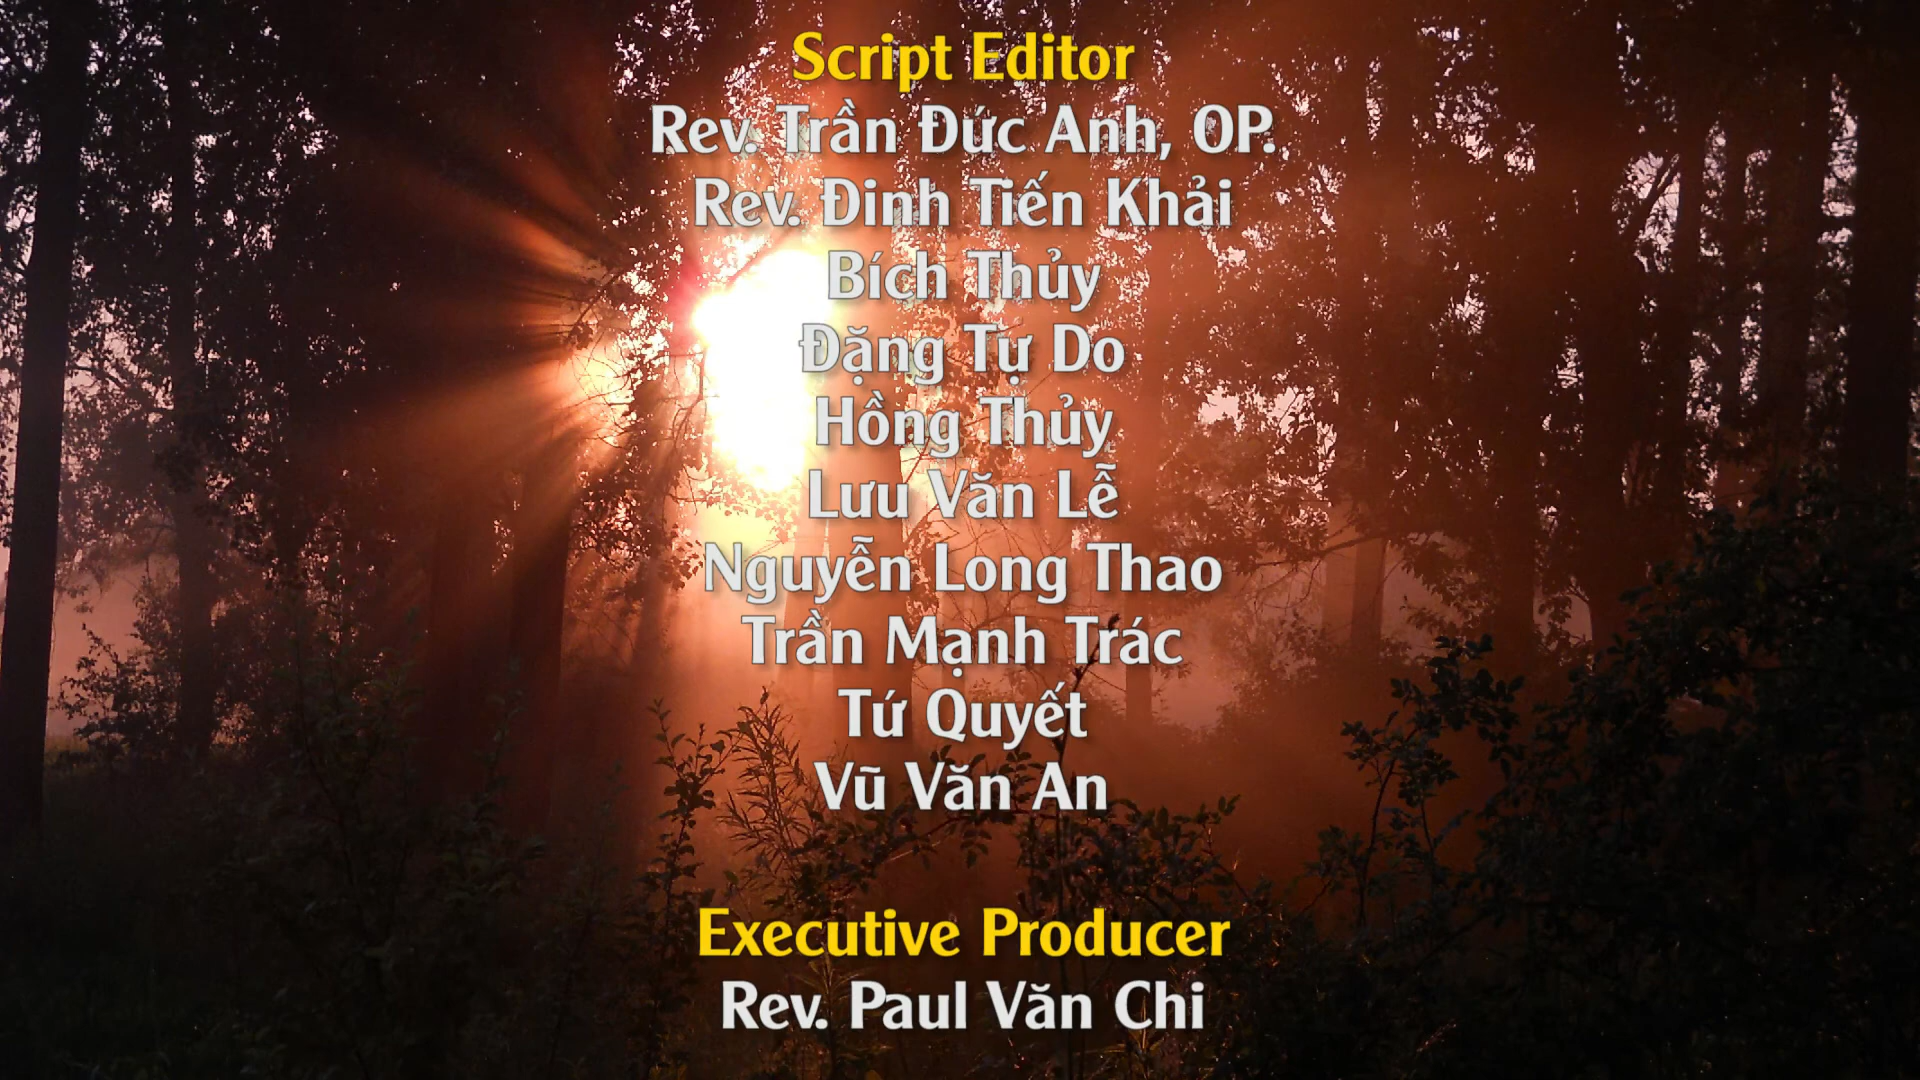 Script Editor
Rev. Trần Đức Anh, OP.
Rev. Đinh Tiến Khải
Bích Thủy
Đặng Tự Do
Hồng Thủy
Lưu Văn Lễ
Nguyễn Long Thao
Trần Mạnh Trác
Tứ Quyết
Vũ Văn An
Executive Producer
Rev. Paul Văn Chi